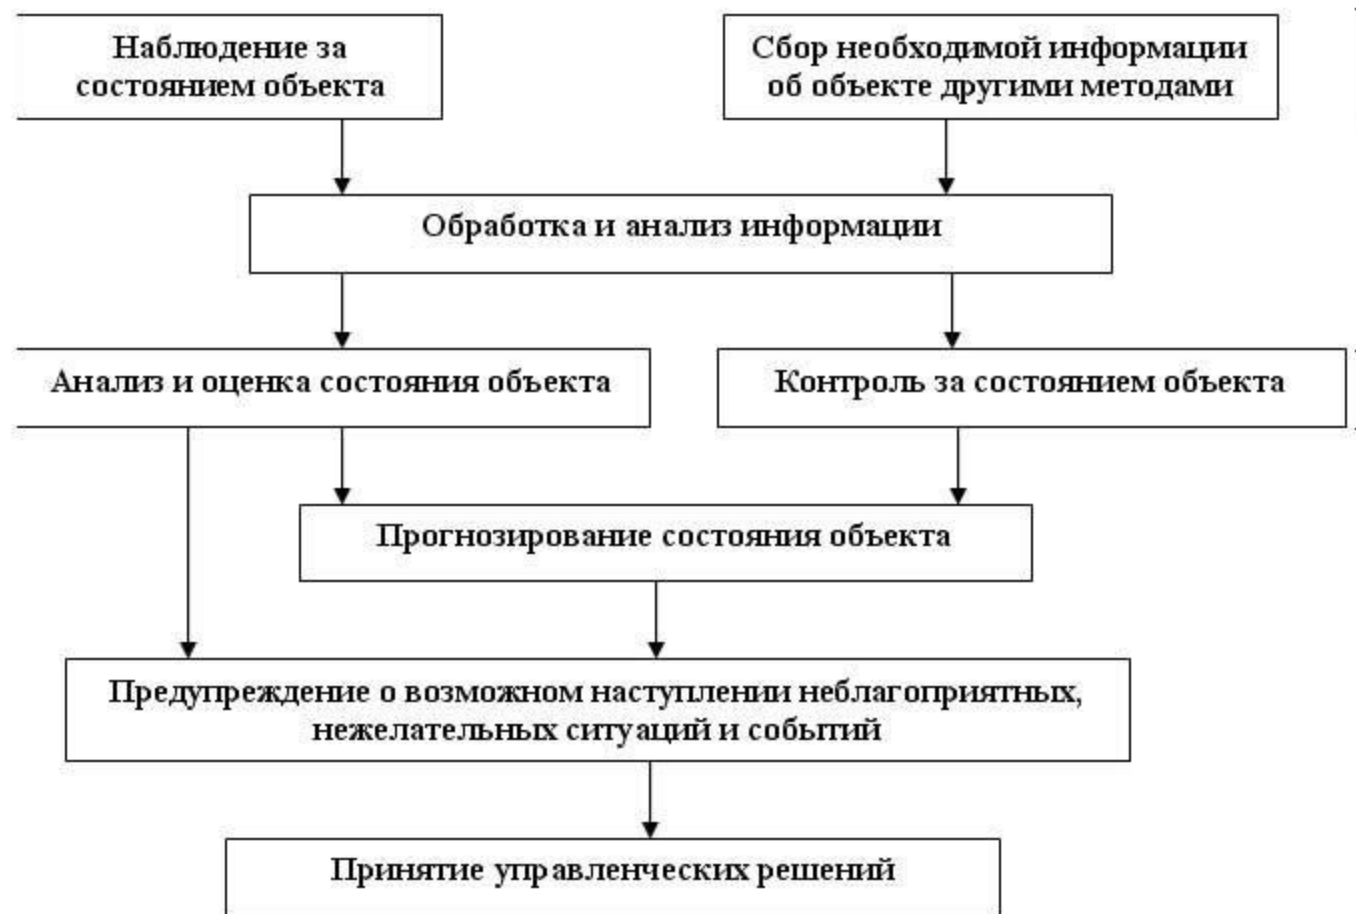 Наблюдение за
состоянием объекта
Сбор необходимой информации
об объекте другими методами
Обработка и анализ информации
Анализ и оценка состояния объекта
Контроль за состоянием объекта
Прогнозирование состояния объекта
Предупреждение о возможном наступлении неблагоприятных,
нежелательных ситуаций и событий
Принятие управленческих решений